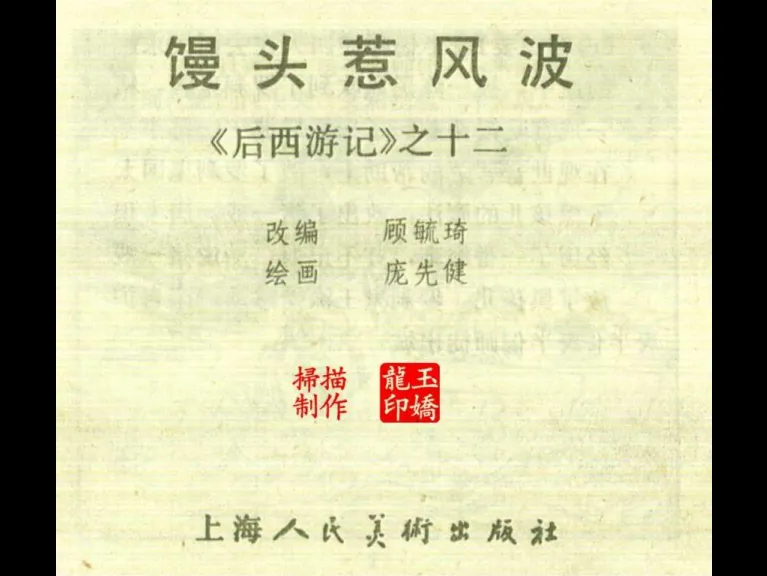 馒头惹风波
《后西游记》之十二
改编 顾毓琦
绘画 庞先健
掃描
制作
龍玉
印嬌
上海人民美術出版社